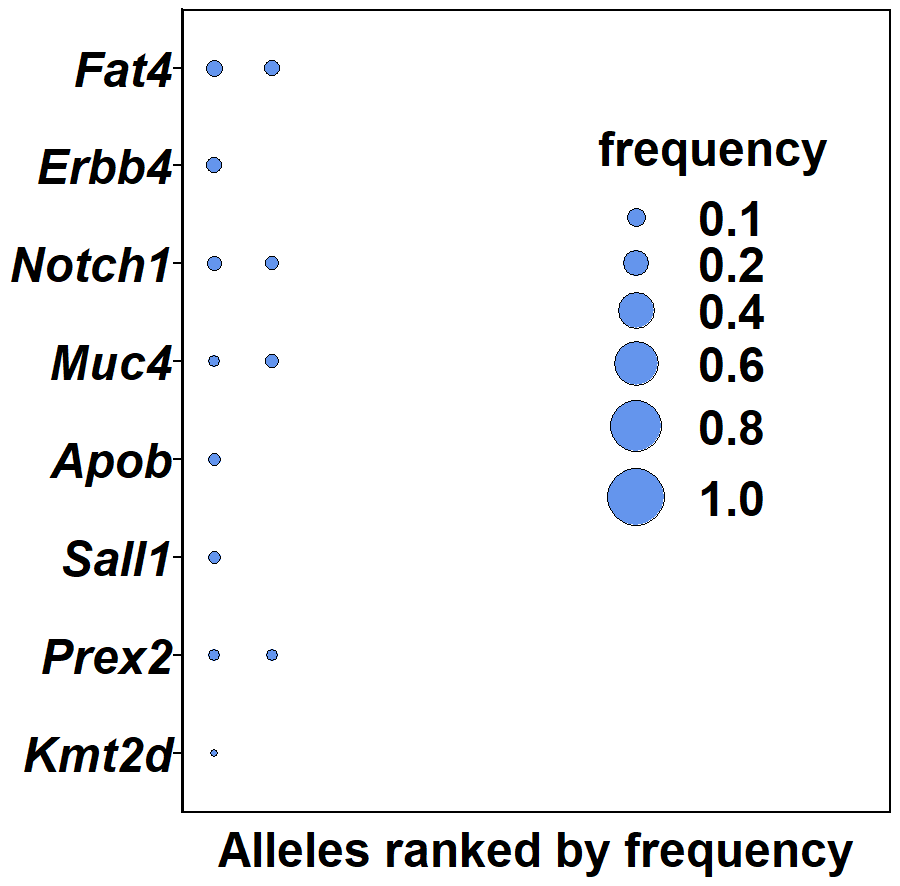 Fat4
Erbb4
Notch1
Muc4
Apob
Sall1
Prex2
Kmt2d
frequency
0.1
0.2
0.4
0.6
0.8
1.0
Alleles ranked by frequency